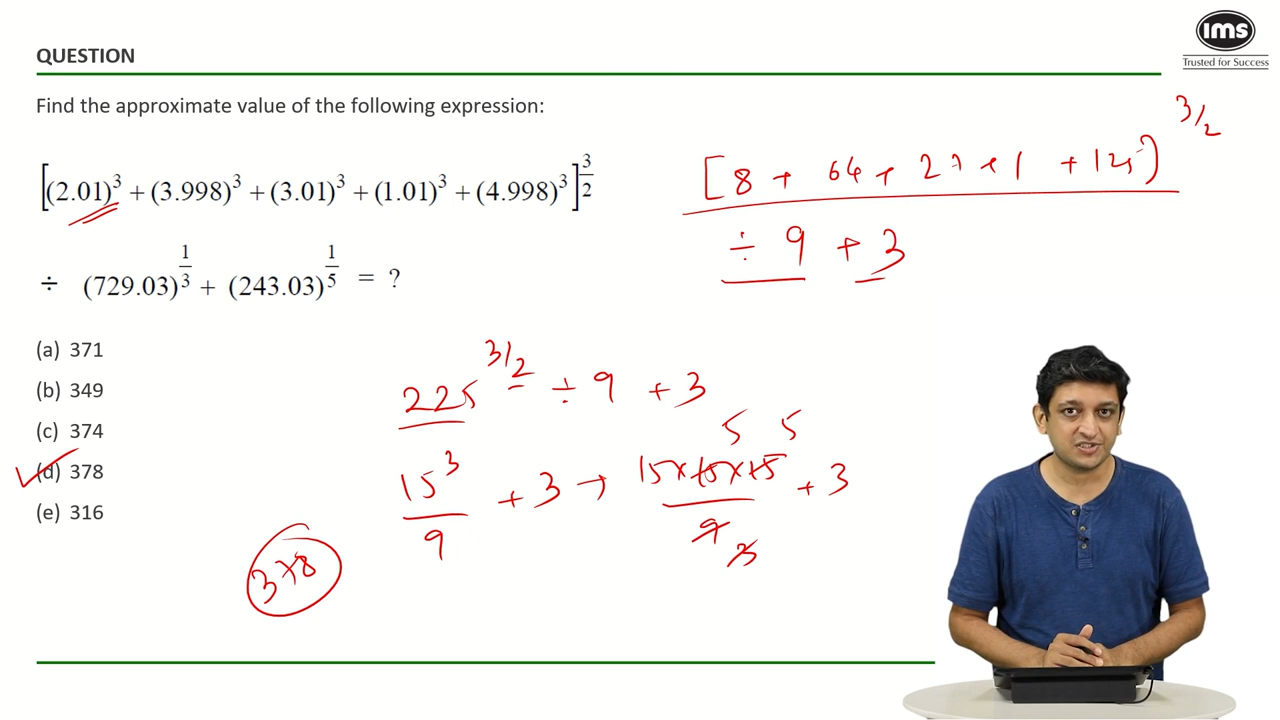 ims
Trusted for Success
QUESTION
Find the approximate value of the following expression:
[(2.01)³ + (3.998)³ + (3.01)³ + (1.01)³ + (4.998)³]^(3/2)
÷ (729.03)^(1/3) + (243.03)^(1/5) = ?
(a) 371
(b) 349
(c) 374
(d) 378
(e) 316
[8 + 64 + 27 + 1 + 125] 3/2
÷ 9 + 3
225 3/2 ÷ 9 + 3
5 5
15³/9 + 3 → 15×15×15/9 + 3
3
378